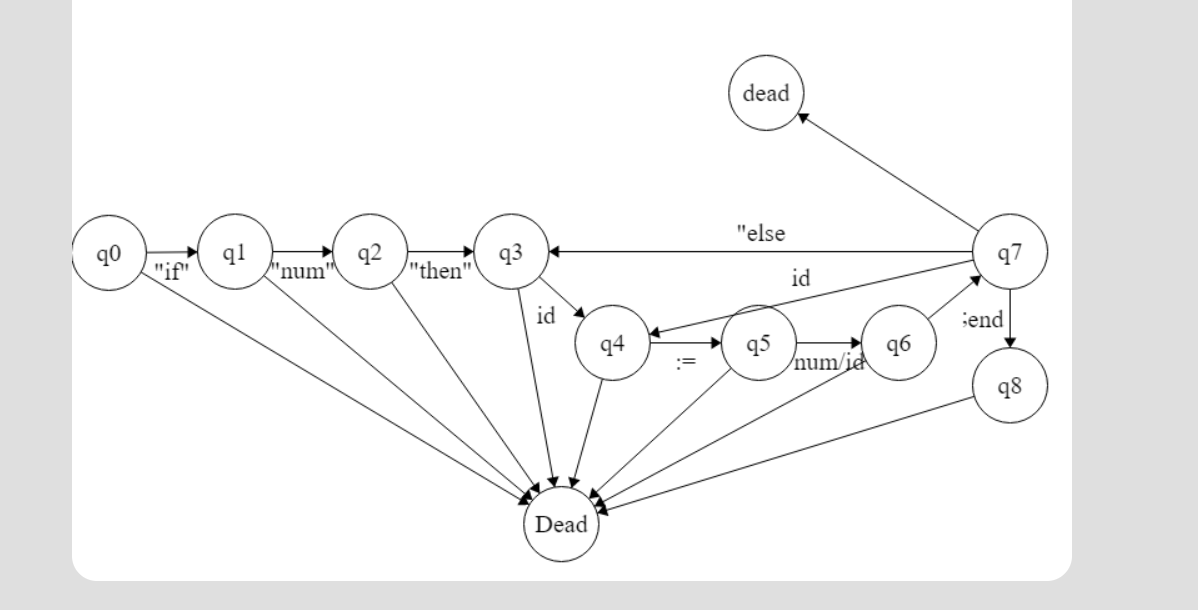 dead
"else
q0
q1
q2
q3
q7
"if"
"num"
"then"
id
id
q4
q5
q6
;end
:=
num/id
q8
Dead